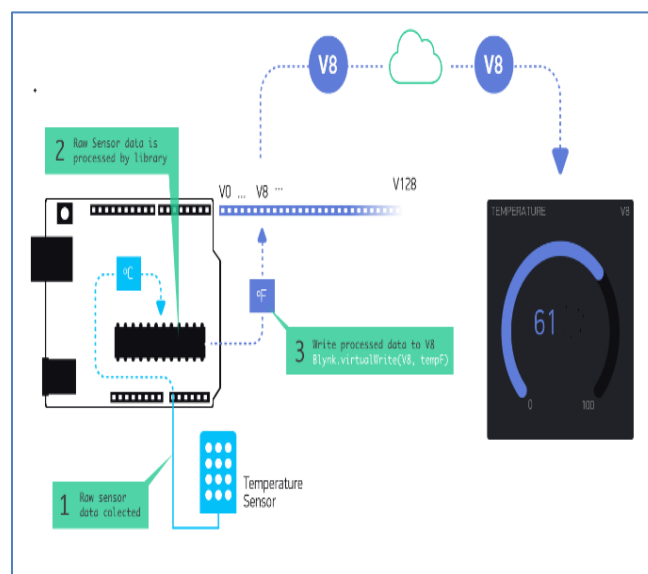 V8
V8
2 Raw Sensor data is
processed by library
V0 ... V8 ...
V128
TEMPERATURE V8
°C
°F
61
3 Write processed data to V8
Blynk.virtualWrite(V8, tempF)
0 100
1 Raw sensor
data colected
Temperature
Sensor